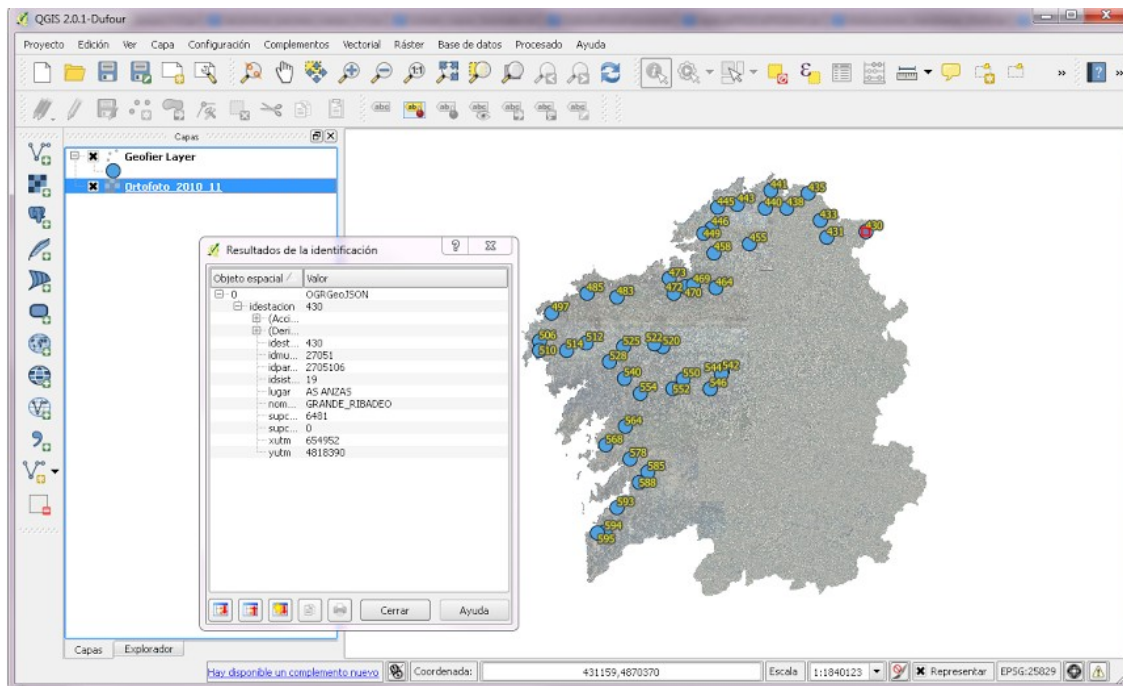 QGIS 2.0.1-Dufour
Proyecto Edición Ver Capa Configuración Complementos Vectorial Ráster Base de datos Procesado Ayuda
Capas
Geofier Layer
Ortofoto_2010_11
Resultados de la identificación
Objeto espacial Valor
0 OGRGeoJSON
idestacion 430
(Acci...
(Deri...
idest... 430
idmu... 27051
idpar... 2705106
idsist... 19
lugar AS ANZAS
nom... GRANDE_RIBADEO
supc... 6481
supc... 0
xutm 654952
yutm 4818390
Cerrar Ayuda
441 435
445 443 440 438
446 433 430
449 431
458 455
473 469 464
485 483 472 470
497
506 512 525 522 520
510 514
528
540 550 544 542
554 552 546
564
568
578
585
588
593
594
595
Capas Explorador
Hay disponible un complemento nuevo Coordenada: 431159,4870370 Escala 1:1840123 Representar EPSG:25829